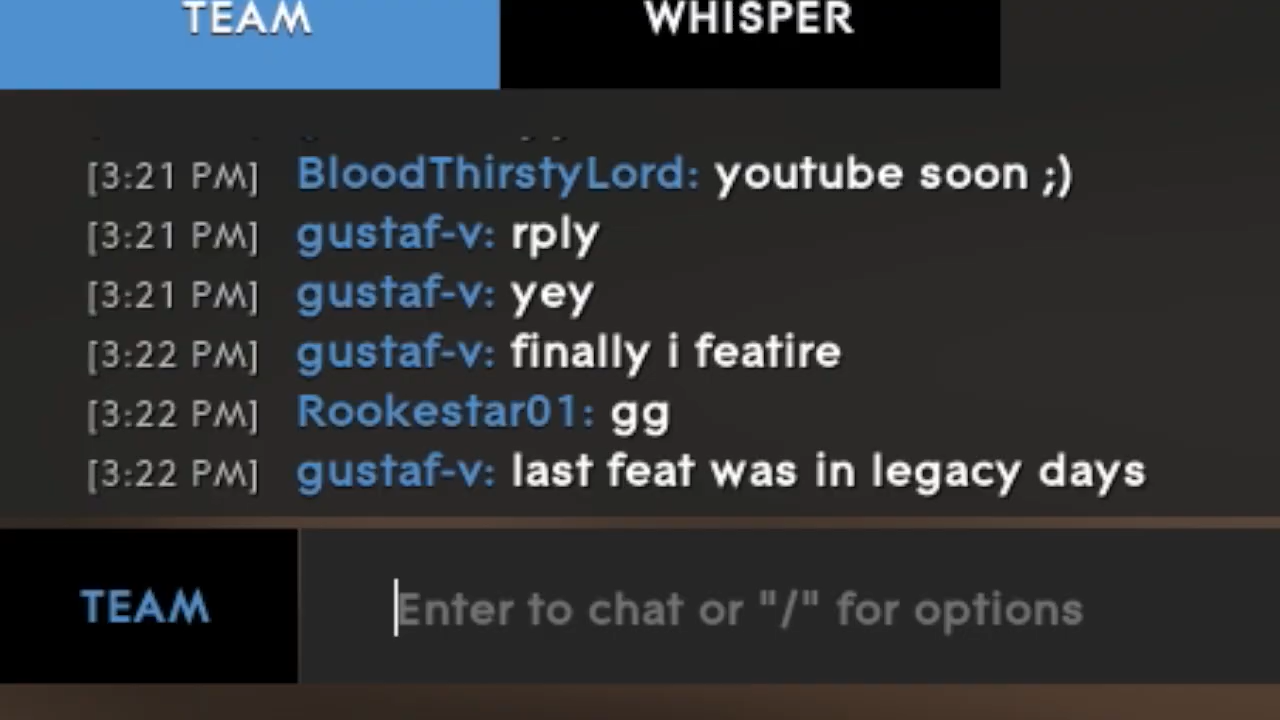 TEAM WHISPER
[3:21 PM] BloodThirstyLord: youtube soon ;)
[3:21 PM] gustaf-v: rply
[3:21 PM] gustaf-v: yey
[3:22 PM] gustaf-v: finally i featire
[3:22 PM] Rookestar01: gg
[3:22 PM] gustaf-v: last feat was in legacy days
TEAM Enter to chat or "/" for options